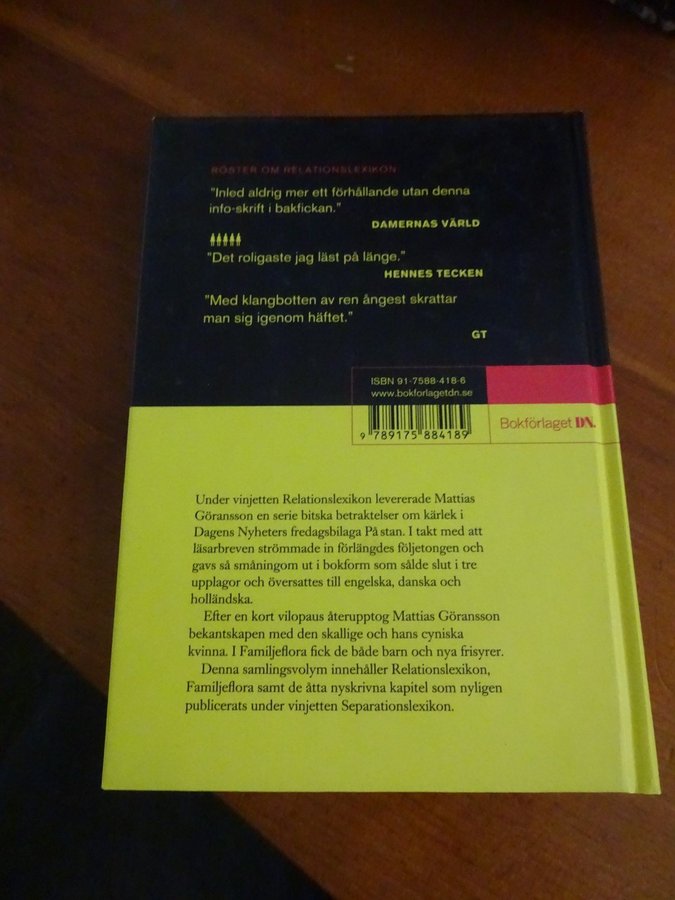 RÖSTER OM RELATIONSLEXIKON
"Inled aldrig mer ett förhållande utan denna
info-skrift i bakfickan."
DAMERNAS VÄRLD
"Det roligaste jag läst på länge."
HENNES TECKEN
"Med klangbotten av ren ångest skrattar
man sig igenom häftet."
GT
ISBN 91-7588-418-6
www.bokforlagetdn.se
9 789175 884189
Bokförlaget DN.
Under vinjetten Relationslexikon levererade Mattias
Göransson en serie bitska betraktelser om kärlek i
Dagens Nyheters fredagsbilaga På stan. I takt med att
läsarbreven strömmade in förlängdes följetongen och
gavs så småningom ut i bokform som sålde slut i tre
upplagor och översattes till engelska, danska och
holländska.
Efter en kort vilopaus återupptog Mattias Göransson
bekantskapen med den skallige och hans cyniska
kvinna. I Familjeflora fick de både barn och nya frisyrer.
Denna samlingsvolym innehåller Relationslexikon,
Familjeflora samt de åtta nyskrivna kapitel som nyligen
publicerats under vinjetten Separationslexikon.